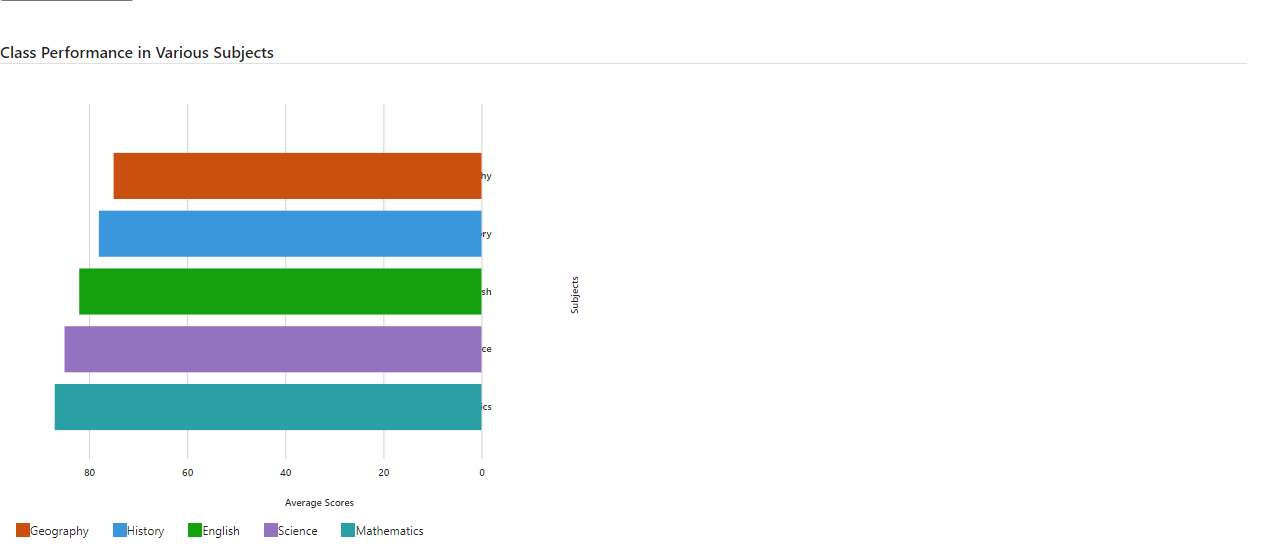 Class Performance in Various Subjects
hy
ry
sh
Subjects
ce
ics
80 60 40 20 0
Average Scores
Geography History English Science Mathematics